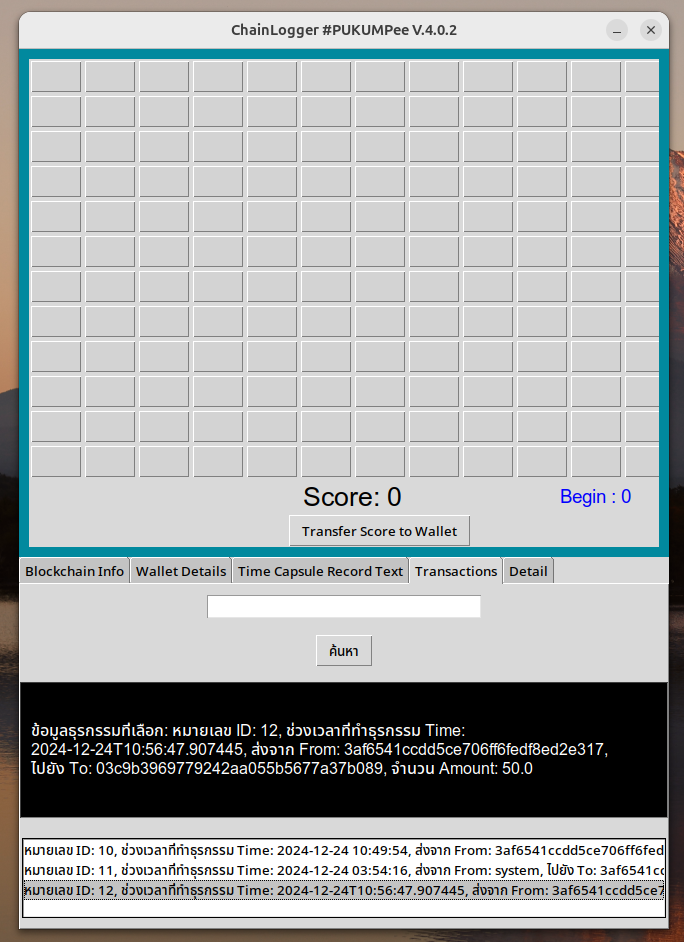 ChainLogger #PUKUMPee V.4.0.2
Score: 0
Begin : 0
Transfer Score to Wallet
Blockchain Info
Wallet Details
Time Capsule Record Text
Transactions
Detail
ค้นหา
ข้อมูลธุรกรรมที่เลือก: หมายเลข ID: 12, ช่วงเวลาที่ทำธุรกรรม Time:
2024-12-24T10:56:47.907445, ส่งจาก From: 3af6541ccdd5ce706ff6fedf8ed2e317,
ไปยัง To: 03c9b3969779242aa055b5677a37b089, จำนวน Amount: 50.0
หมายเลข ID: 10, ช่วงเวลาที่ทำธุรกรรม Time: 2024-12-24 10:49:54, ส่งจาก From: 3af6541ccdd5ce706ff6fed
หมายเลข ID: 11, ช่วงเวลาที่ทำธุรกรรม Time: 2024-12-24 03:54:16, ส่งจาก From: system, ไปยัง To: 3af6541cc
หมายเลข ID: 12, ช่วงเวลาที่ทำธุรกรรม Time: 2024-12-24T10:56:47.907445, ส่งจาก From: 3af6541ccdd5ce7